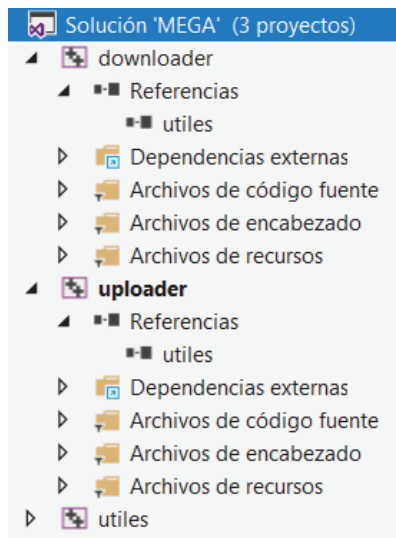 Solución 'MEGA' (3 proyectos)
downloader
Referencias
utiles
Dependencias externas
Archivos de código fuente
Archivos de encabezado
Archivos de recursos
uploader
Referencias
utiles
Dependencias externas
Archivos de código fuente
Archivos de encabezado
Archivos de recursos
utiles